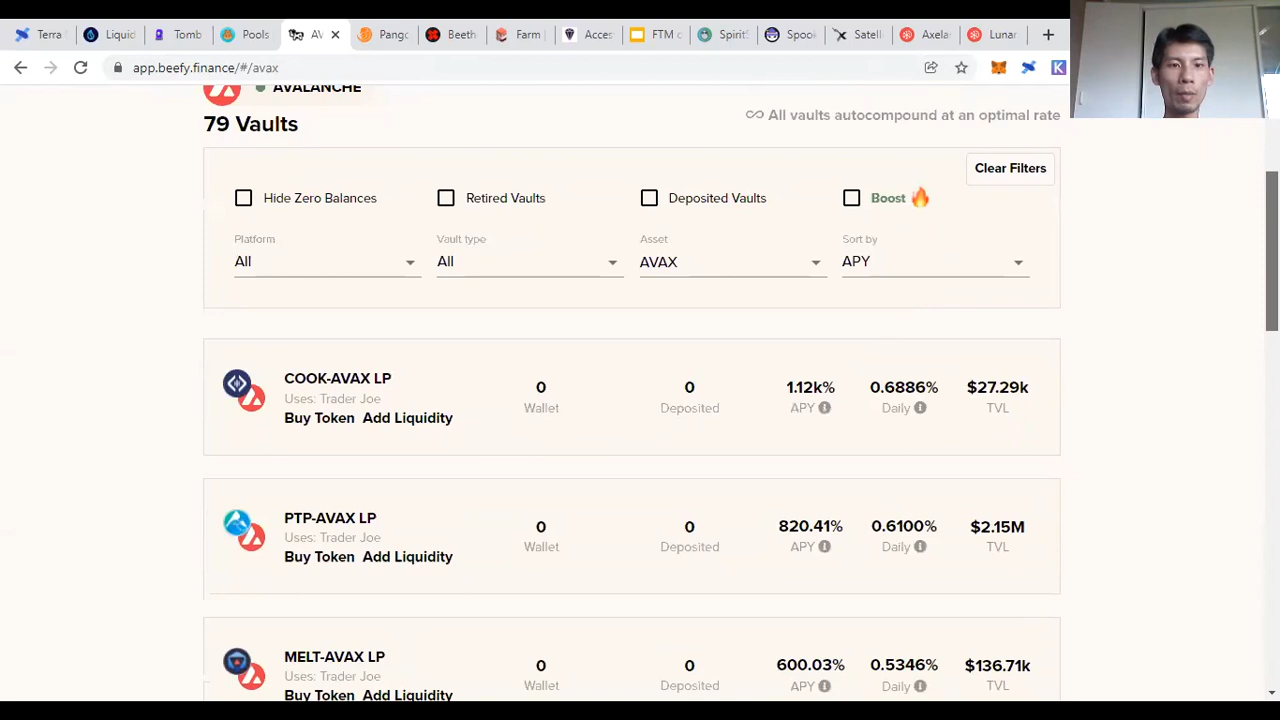 Terra Liquid Tomb Pools AV Pango Beeth Farm Acces FTM SpiritS Spook Satell Axela Lunar
app.beefy.finance/#/avax
AVALANCHE
79 Vaults
All vaults autocompound at an optimal rate
Clear Filters
Hide Zero Balances Retired Vaults Deposited Vaults Boost
Platform Vault type Asset Sort by
All All AVAX APY
COOK-AVAX LP 0 0 1.12k% 0.6886% $27.29k
Uses: Trader Joe Wallet Deposited APY Daily TVL
Buy Token Add Liquidity
PTP-AVAX LP 0 0 820.41% 0.6100% $2.15M
Uses: Trader Joe Wallet Deposited APY Daily TVL
Buy Token Add Liquidity
MELT-AVAX LP 0 0 600.03% 0.5346% $136.71k
Uses: Trader Joe Wallet Deposited APY Daily TVL
Buy Token Add Liquidity